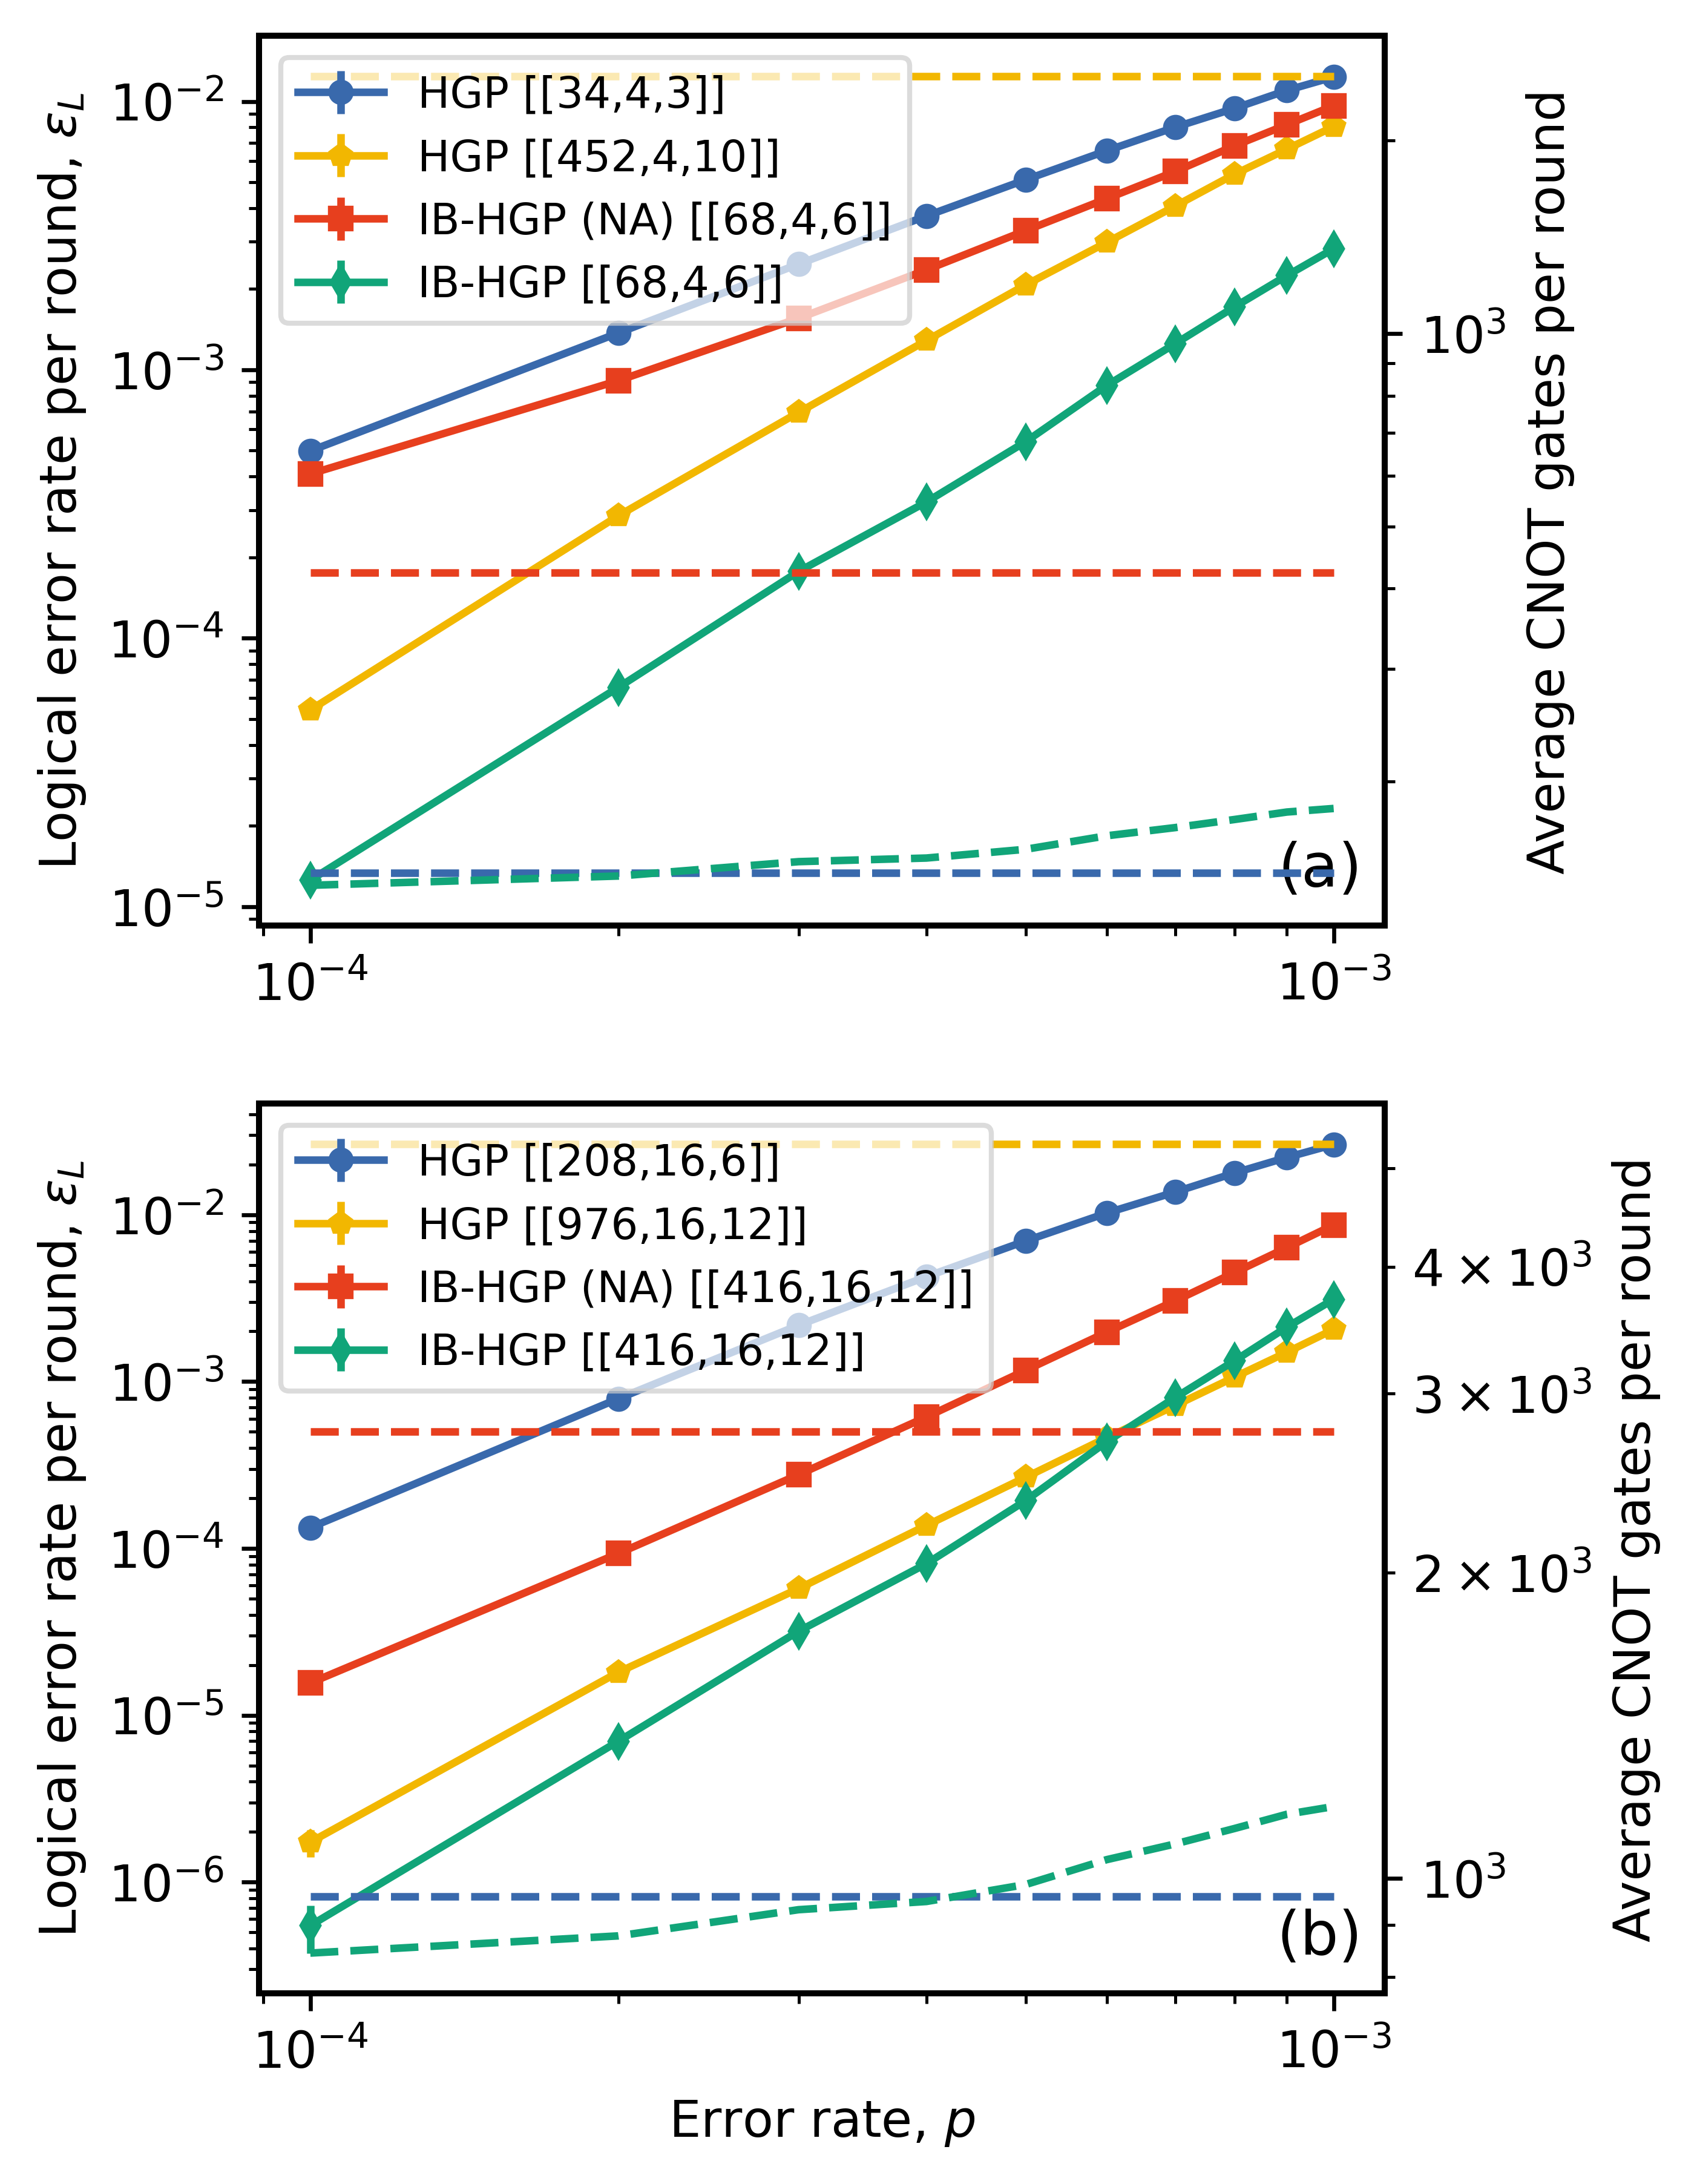 HGP [[34,4,3]]
HGP [[452,4,10]]
IB-HGP (NA) [[68,4,6]]
IB-HGP [[68,4,6]]
10⁻²
10⁻³
10⁻⁴
10⁻⁵
Logical error rate per round, εL
10³
Average CNOT gates per round
(a)
10⁻⁴
10⁻³
HGP [[208,16,6]]
HGP [[976,16,12]]
IB-HGP (NA) [[416,16,12]]
IB-HGP [[416,16,12]]
10⁻²
10⁻³
10⁻⁴
10⁻⁵
10⁻⁶
Logical error rate per round, εL
4 × 10³
3 × 10³
2 × 10³
10³
Average CNOT gates per round
(b)
10⁻⁴
10⁻³
Error rate, p